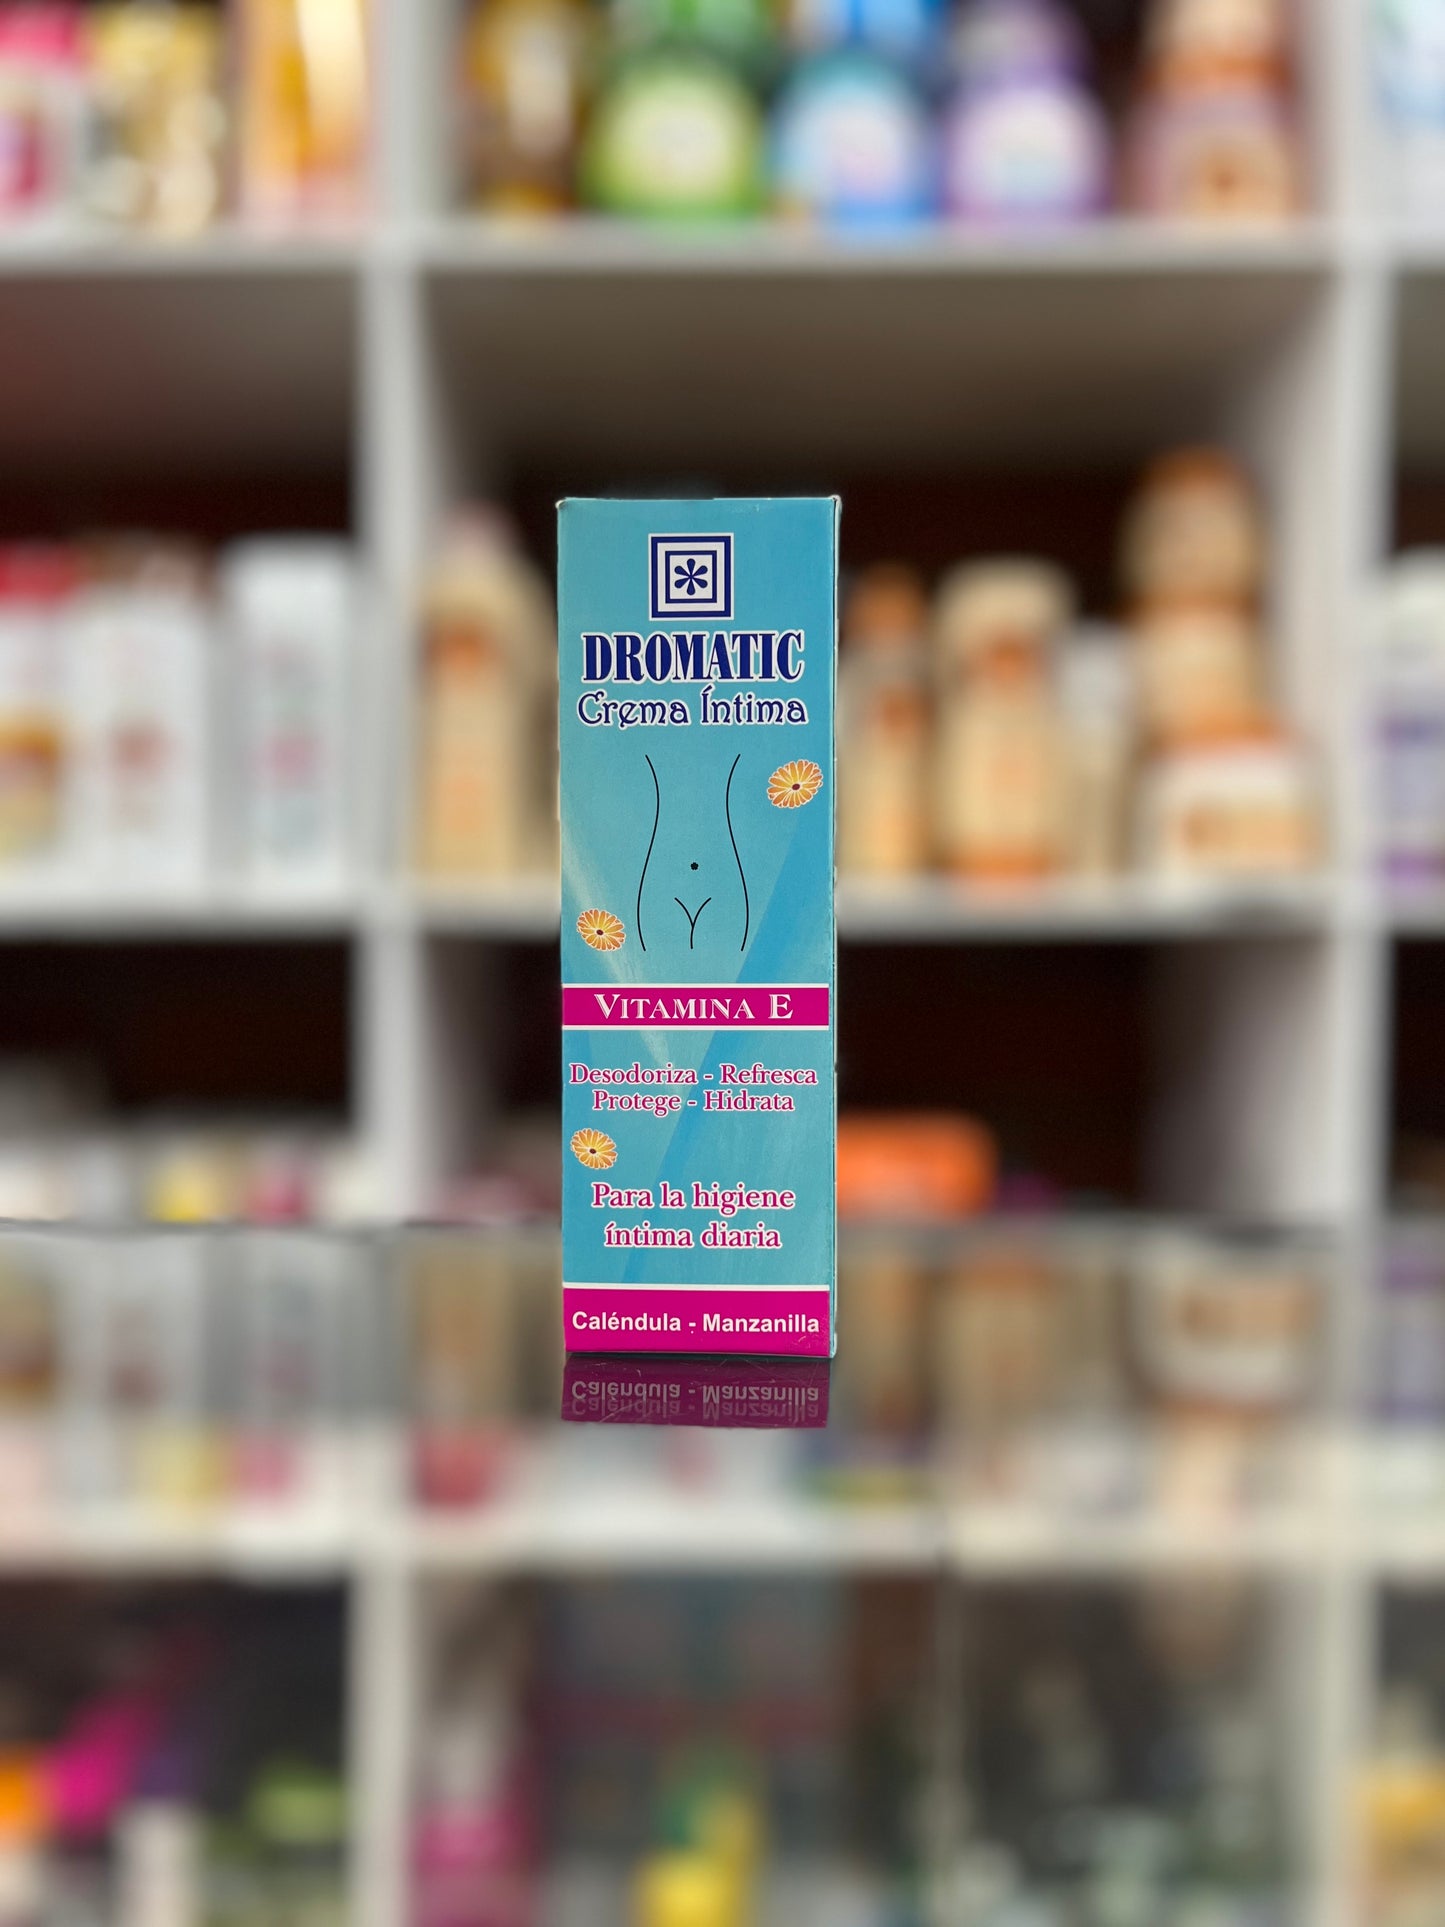 DROMATIC
Crema Íntima
VITAMINA E
Desodoriza - Refresca
Protege - Hidrata
Para la higiene
íntima diaria
Caléndula - Manzanilla